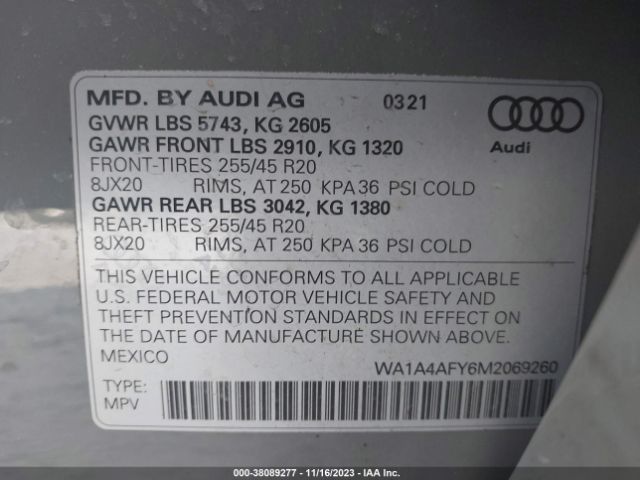 MFD. BY AUDI AG 0321
GVWR LBS 5743, KG 2605
GAWR FRONT LBS 2910, KG 1320
FRONT-TIRES 255/45 R20
8JX20 RIMS, AT 250 KPA 36 PSI COLD
GAWR REAR LBS 3042, KG 1380
REAR-TIRES 255/45 R20
8JX20 RIMS, AT 250 KPA 36 PSI COLD
Audi
THIS VEHICLE CONFORMS TO ALL APPLICABLE
U.S. FEDERAL MOTOR VEHICLE SAFETY AND
THEFT PREVENTION STANDARDS IN EFFECT ON
THE DATE OF MANUFACTURE SHOWN ABOVE.
MEXICO WA1A4AFY6M2069260
TYPE:
MPV
000-38089277 - 11/16/2023 - IAAI.COM